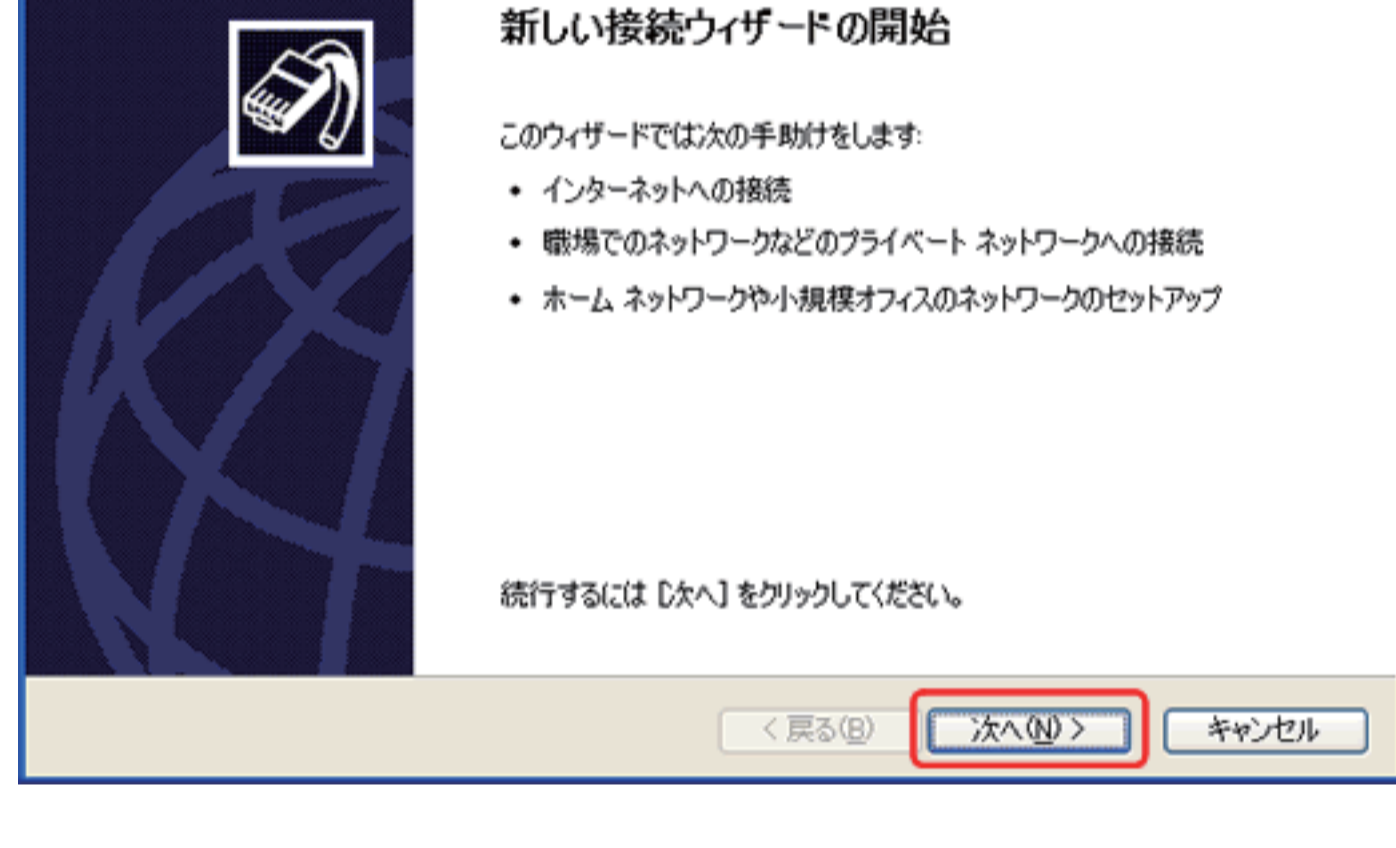 新しい接続ウィザードの開始
このウィザードでは次の手助けをします:
• インターネットへの接続
• 職場でのネットワークなどのプライベート ネットワークへの接続
• ホーム ネットワークや小規模オフィスのネットワークのセットアップ
続行するには [次へ] をクリックしてください。
< 戻る(B) 次へ(N) > キャンセル